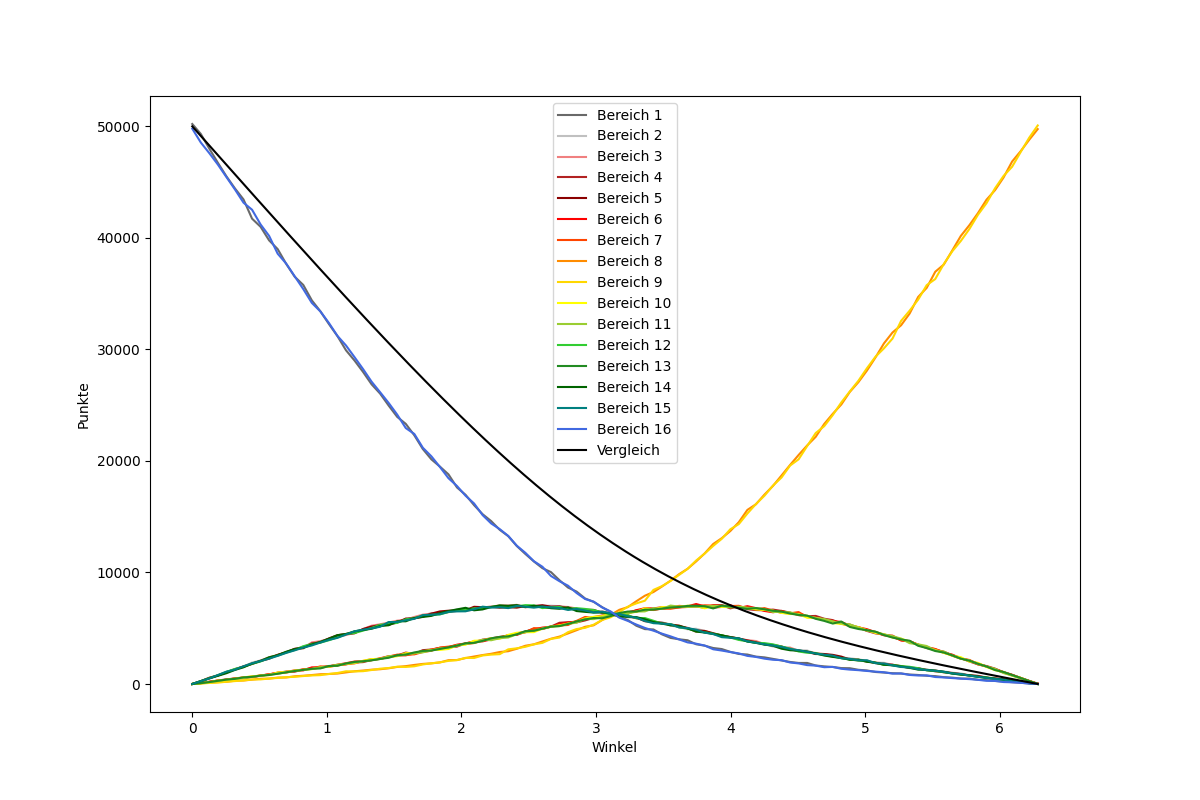 50000
40000
30000
20000
10000
0
Punkte
Bereich 1
Bereich 2
Bereich 3
Bereich 4
Bereich 5
Bereich 6
Bereich 7
Bereich 8
Bereich 9
Bereich 10
Bereich 11
Bereich 12
Bereich 13
Bereich 14
Bereich 15
Bereich 16
Vergleich
0 1 2 3 4 5 6
Winkel